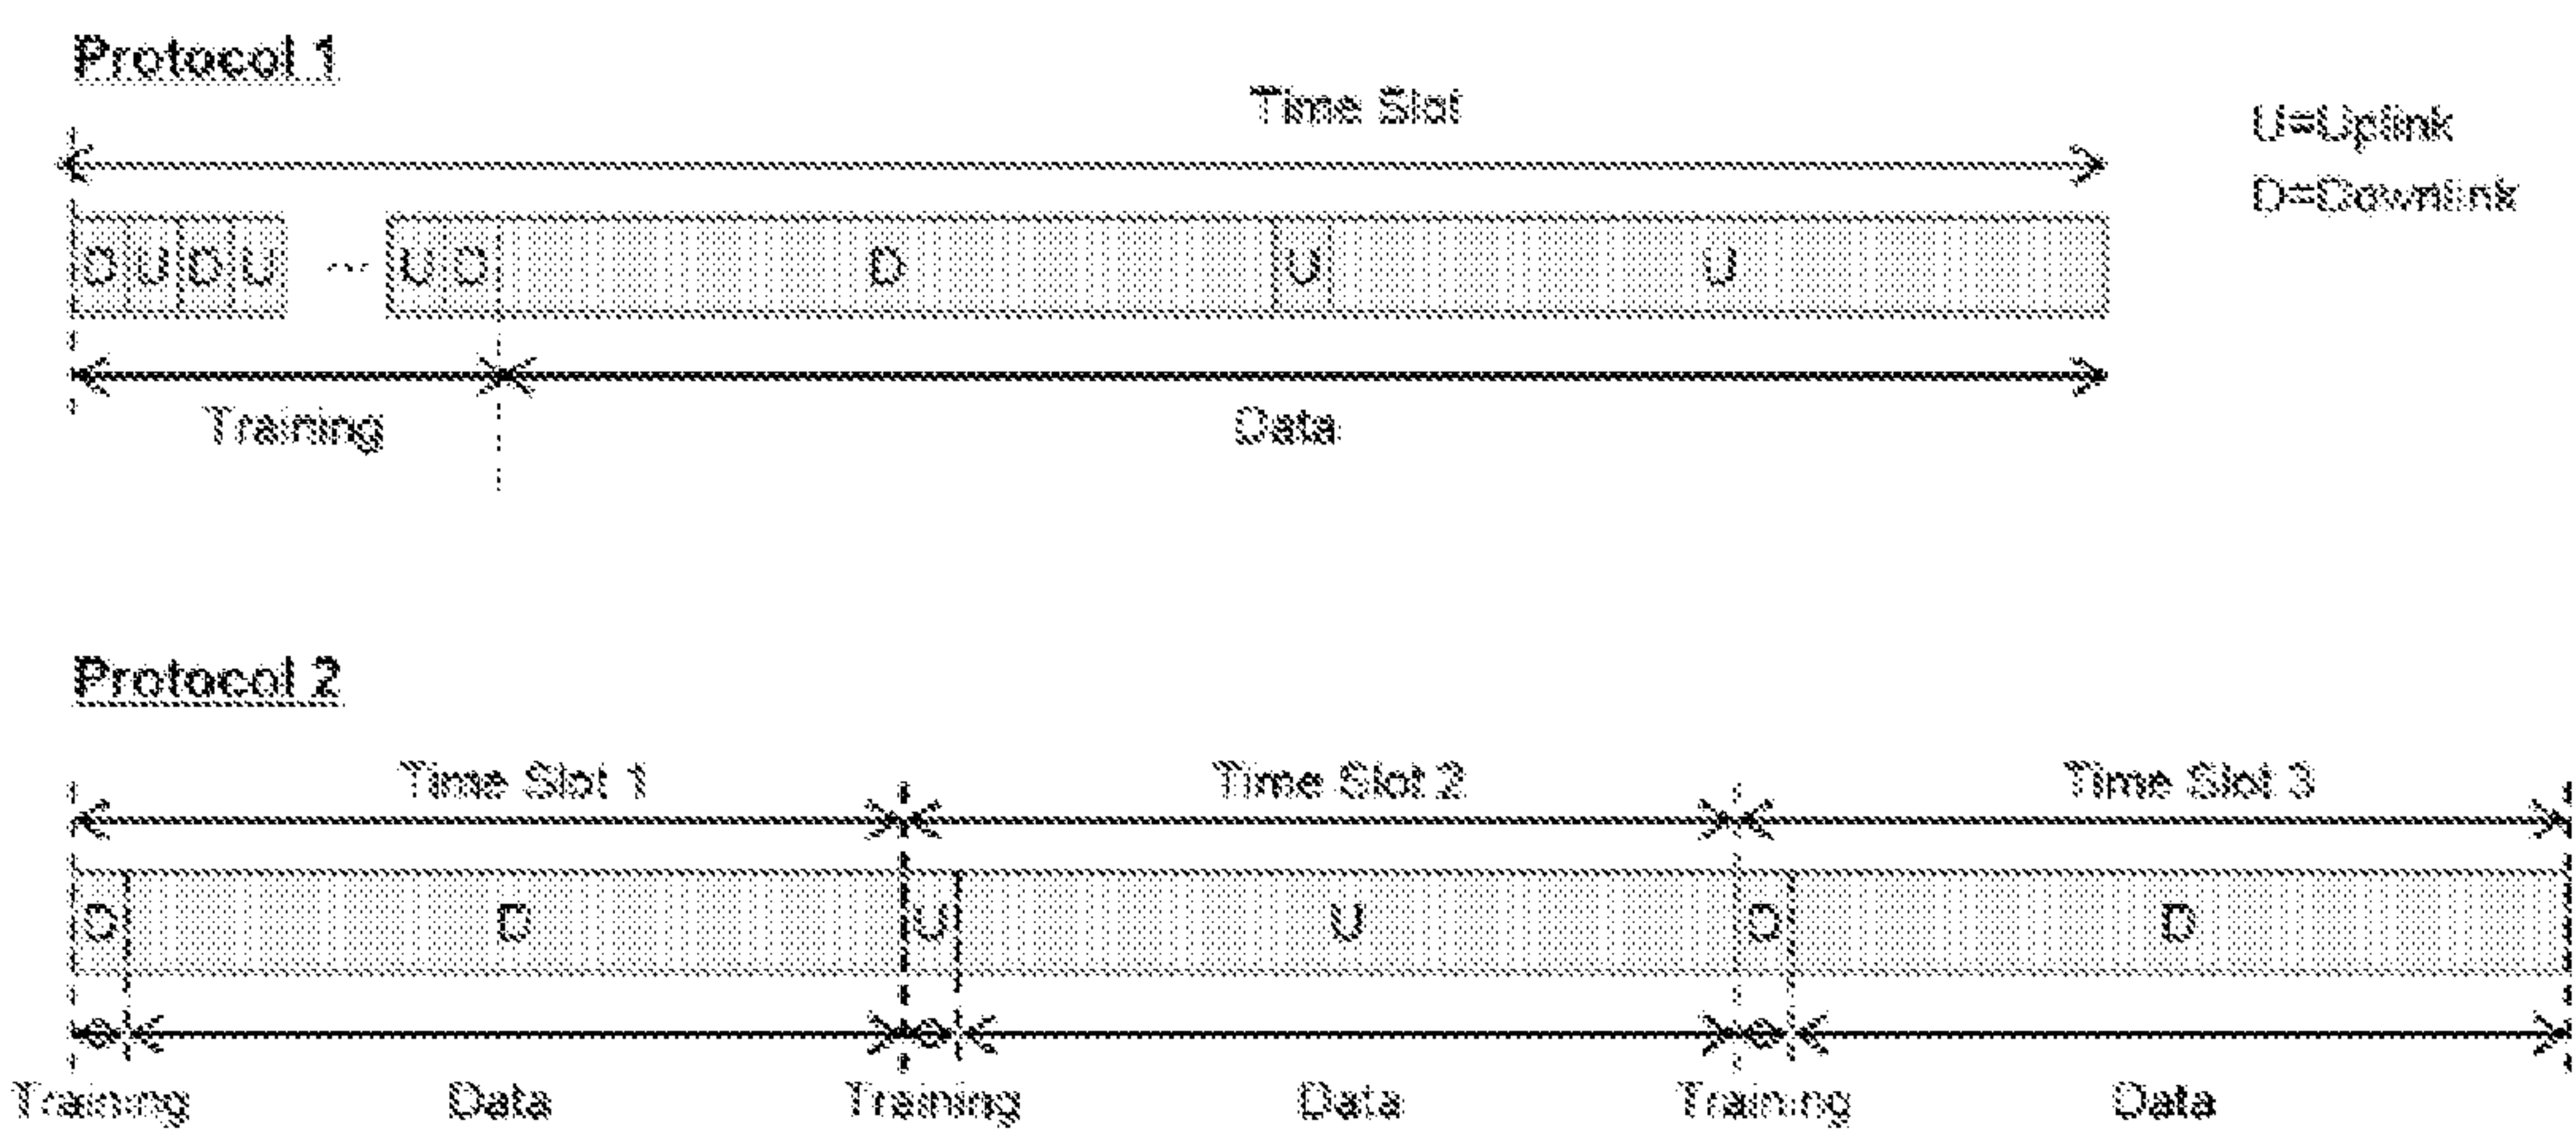 Protocol 1
Time Slot
U=Uplink
D=Downlink
D U D U ... U D D U U
Training Data
Protocol 2
Time Slot 1 Time Slot 2 Time Slot 3
D D U U D D
Training Data Training Data Training Data